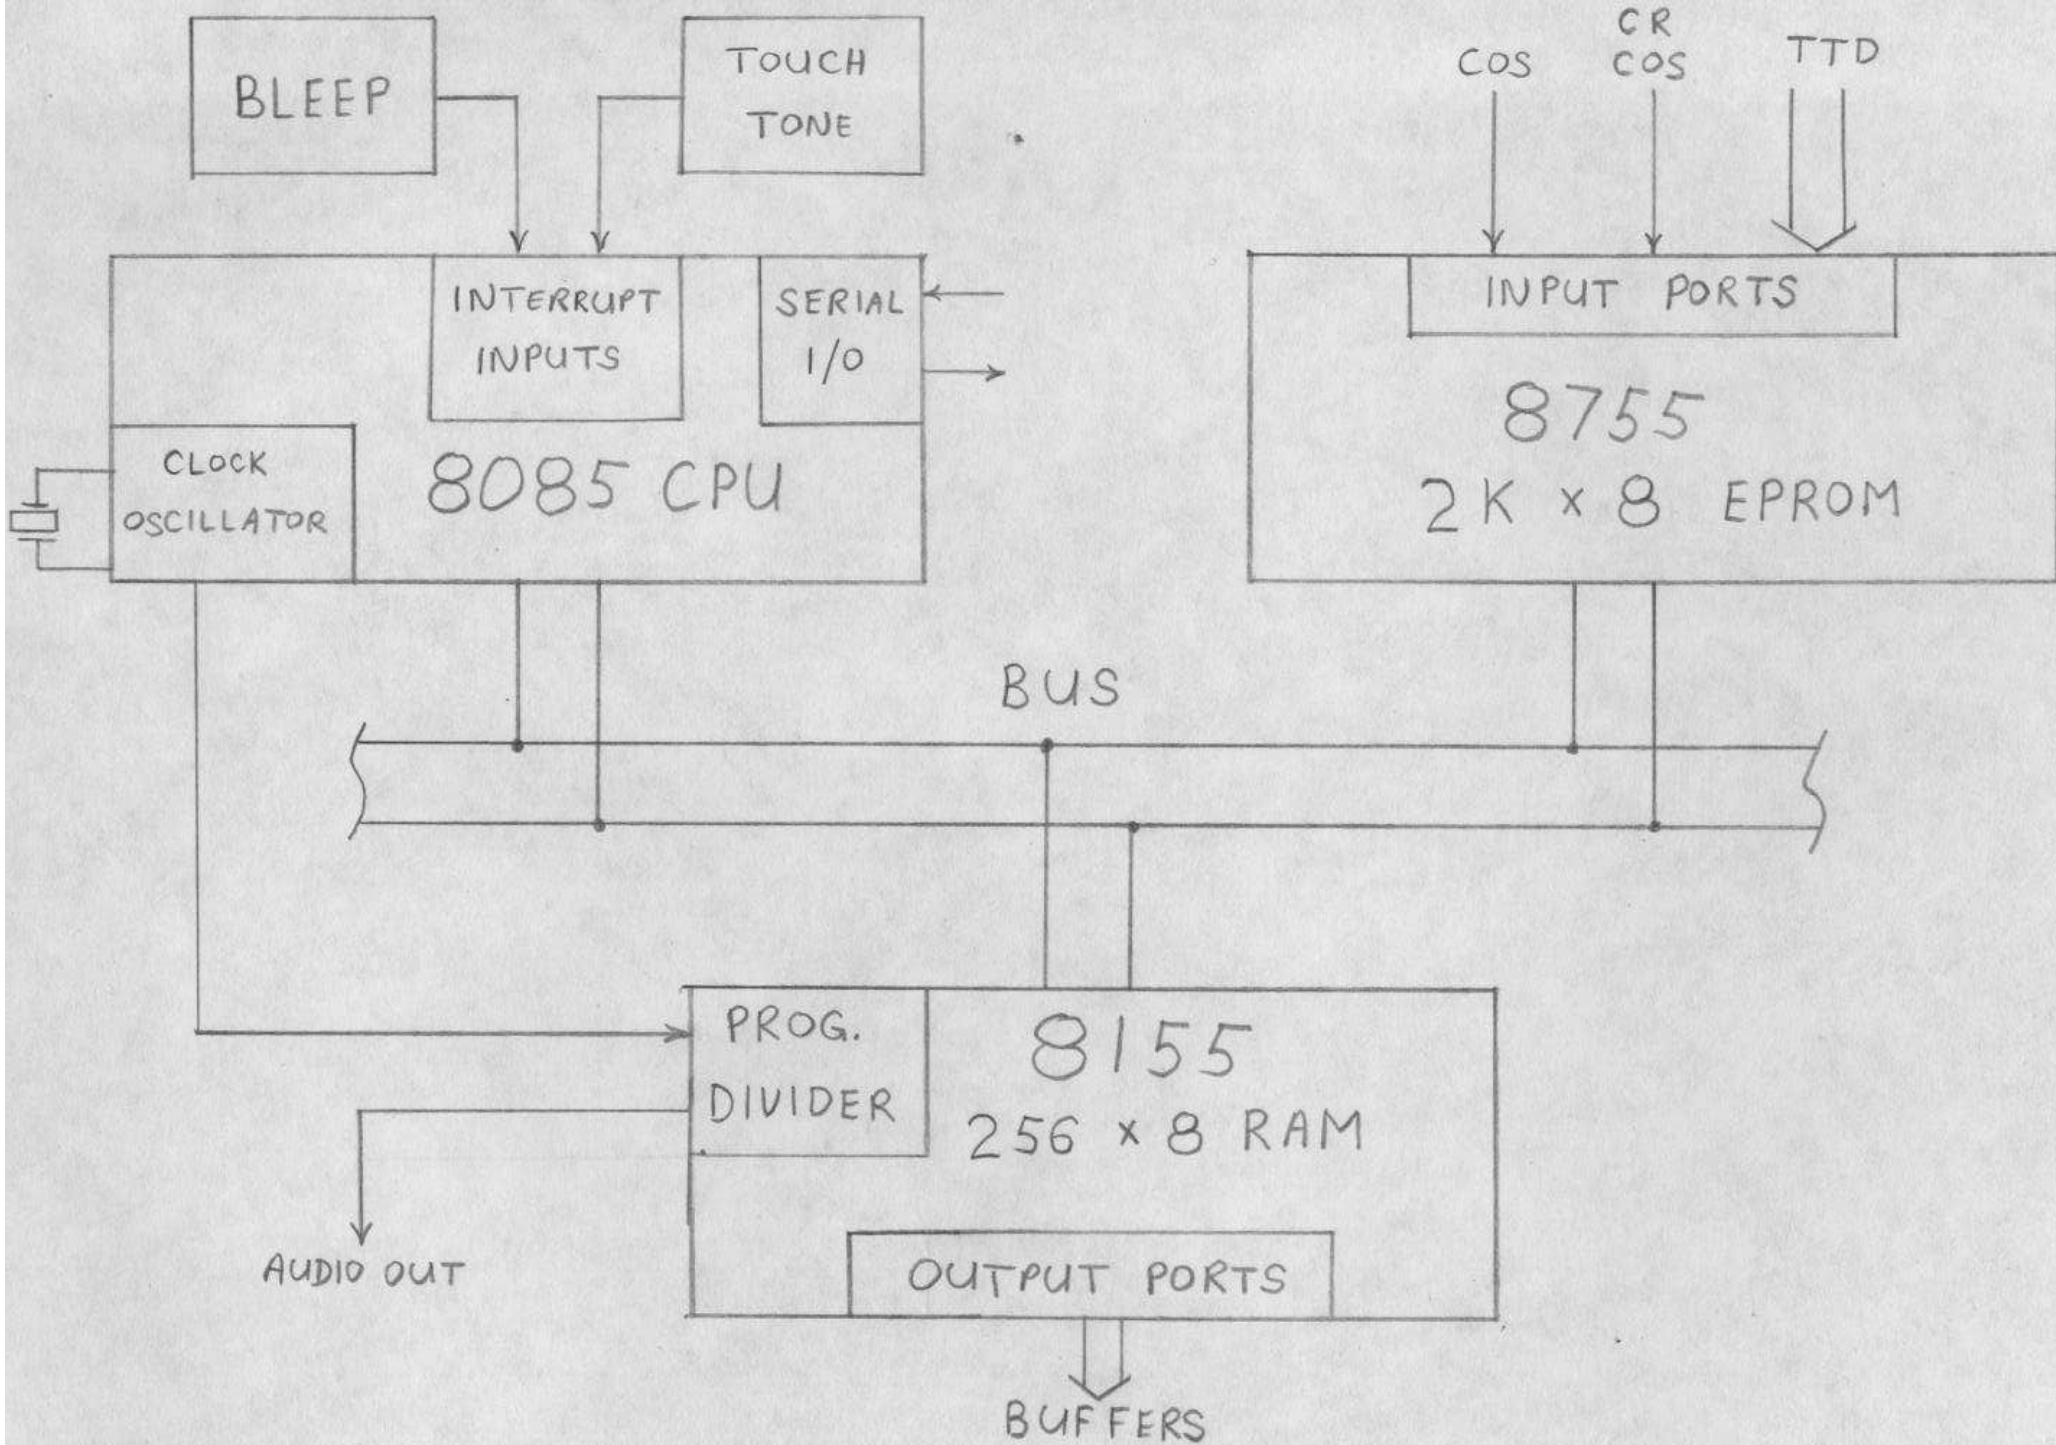 BLEEP
TOUCH
TONE
COS
CR
COS
TTD
INTERRUPT
INPUTS
SERIAL
I/O
INPUT PORTS
CLOCK
OSCILLATOR
8085 CPU
8755
2K x 8 EPROM
BUS
PROG.
DIVIDER
8155
256 x 8 RAM
AUDIO OUT
OUTPUT PORTS
BUFFERS